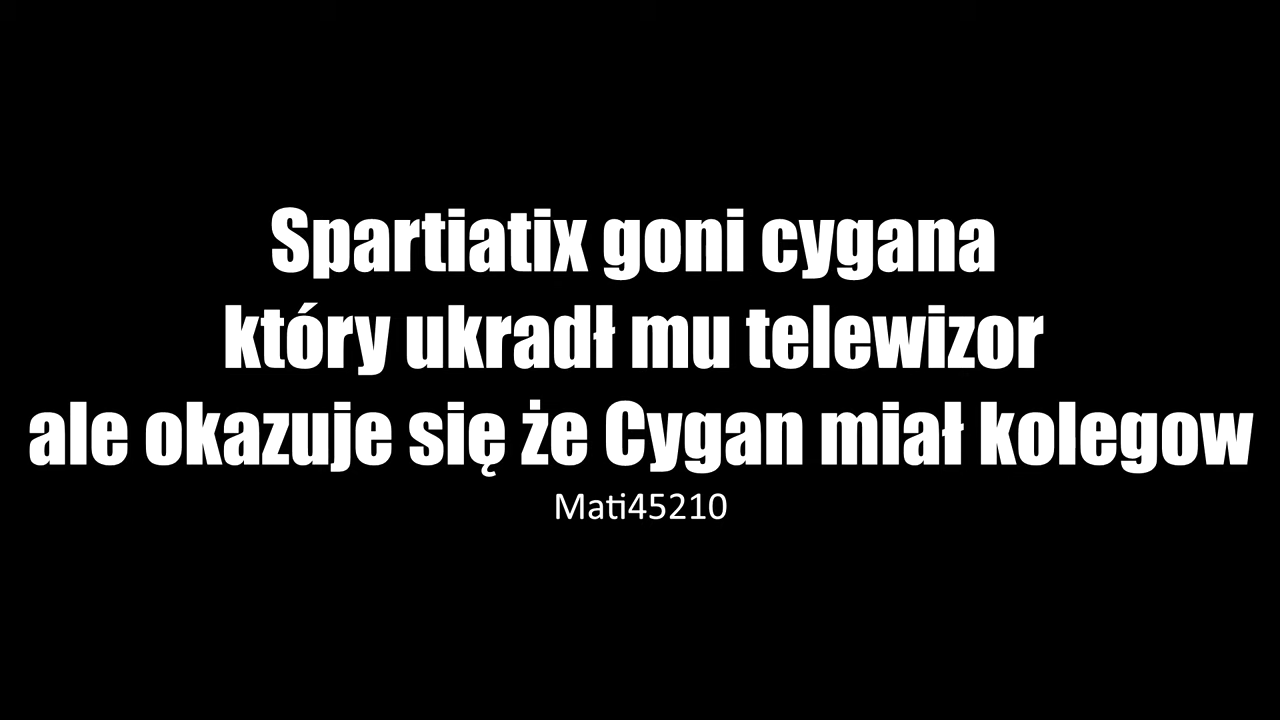 Spartiatix goni cygana
który ukradł mu telewizor
ale okazuje się że Cygan miał kolegow
Mati45210